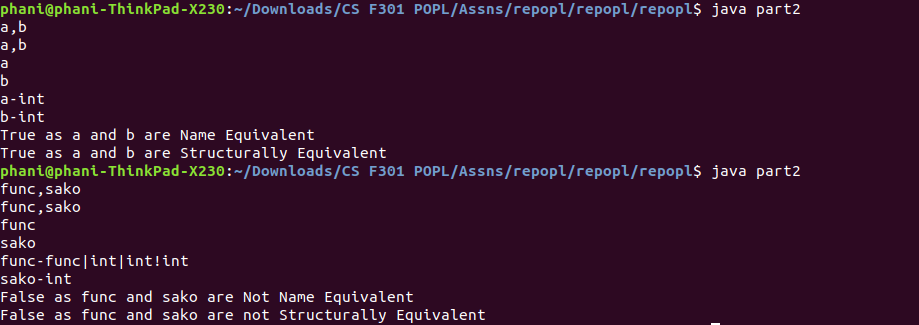 phani@phani-ThinkPad-X230:~/Downloads/CS F301 POPL/Assns/repopl/repopl/repopl$ java part2
a,b
a,b
a
b
a-int
b-int
True as a and b are Name Equivalent
True as a and b are Structurally Equivalent
phani@phani-ThinkPad-X230:~/Downloads/CS F301 POPL/Assns/repopl/repopl/repopl$ java part2
func,sako
func,sako
func
sako
func-func|int|int!int
sako-int
False as func and sako are Not Name Equivalent
False as func and sako are not Structurally Equivalent